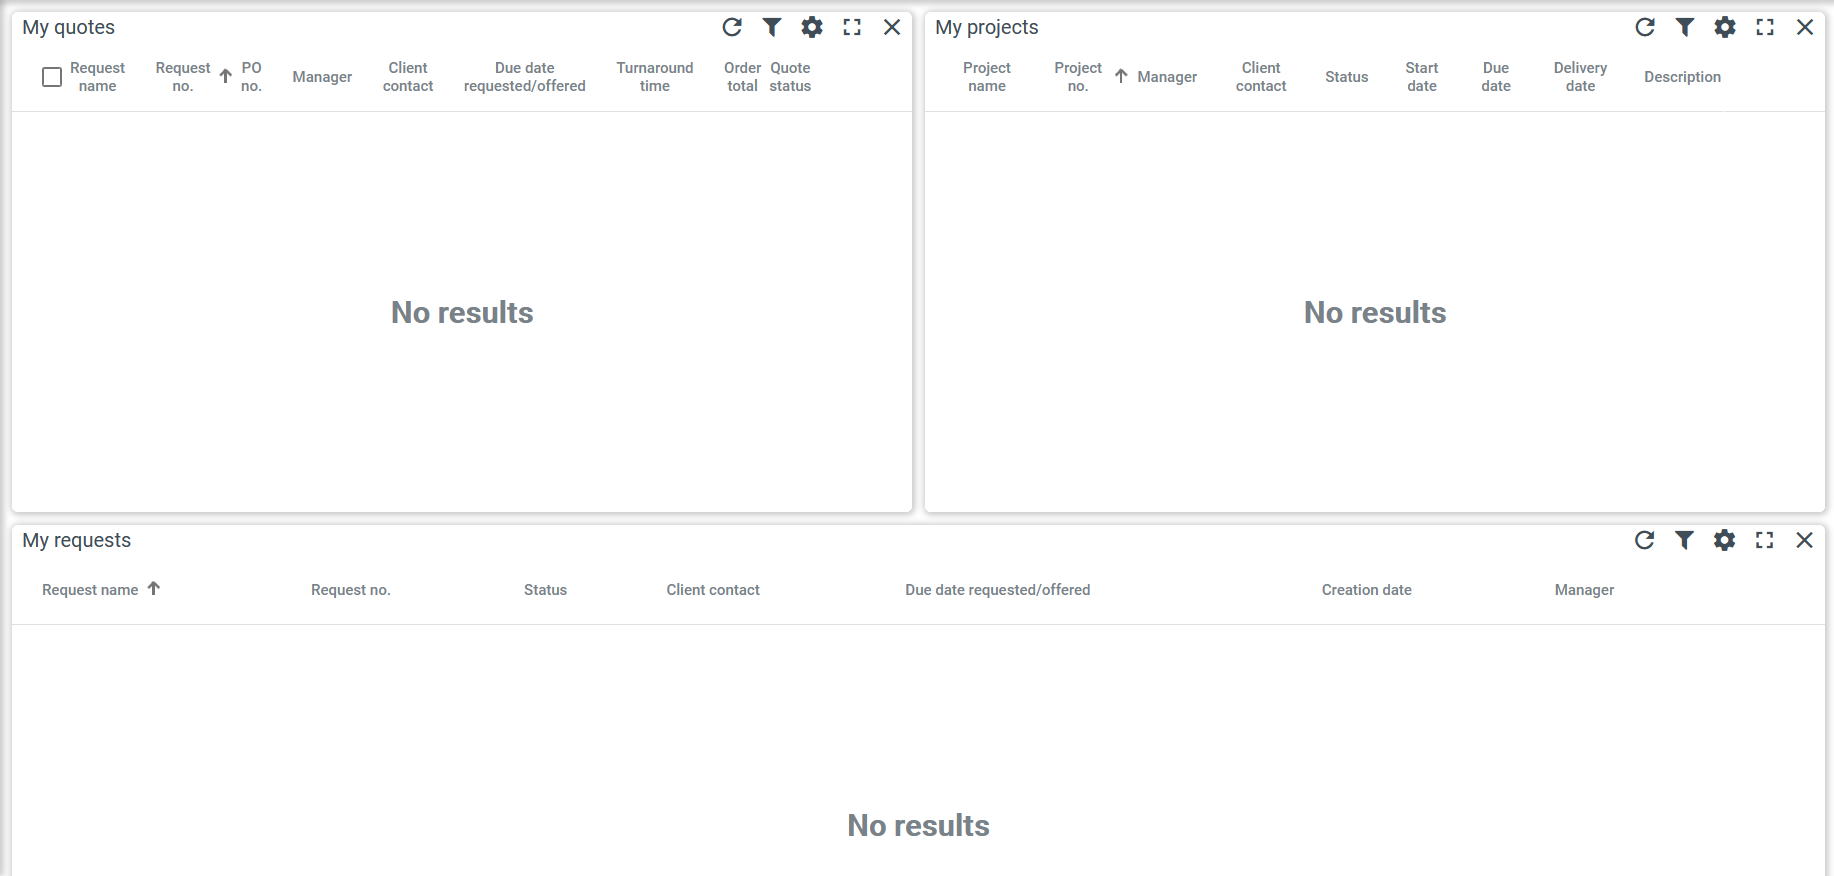 My quotes
Request name
Request no.
PO no.
Manager
Client contact
Due date requested/offered
Turnaround time
Order total
Quote status
No results
My projects
Project name
Project no.
Manager
Client contact
Status
Start date
Due date
Delivery date
Description
No results
My requests
Request name
Request no.
Status
Client contact
Due date requested/offered
Creation date
Manager
No results